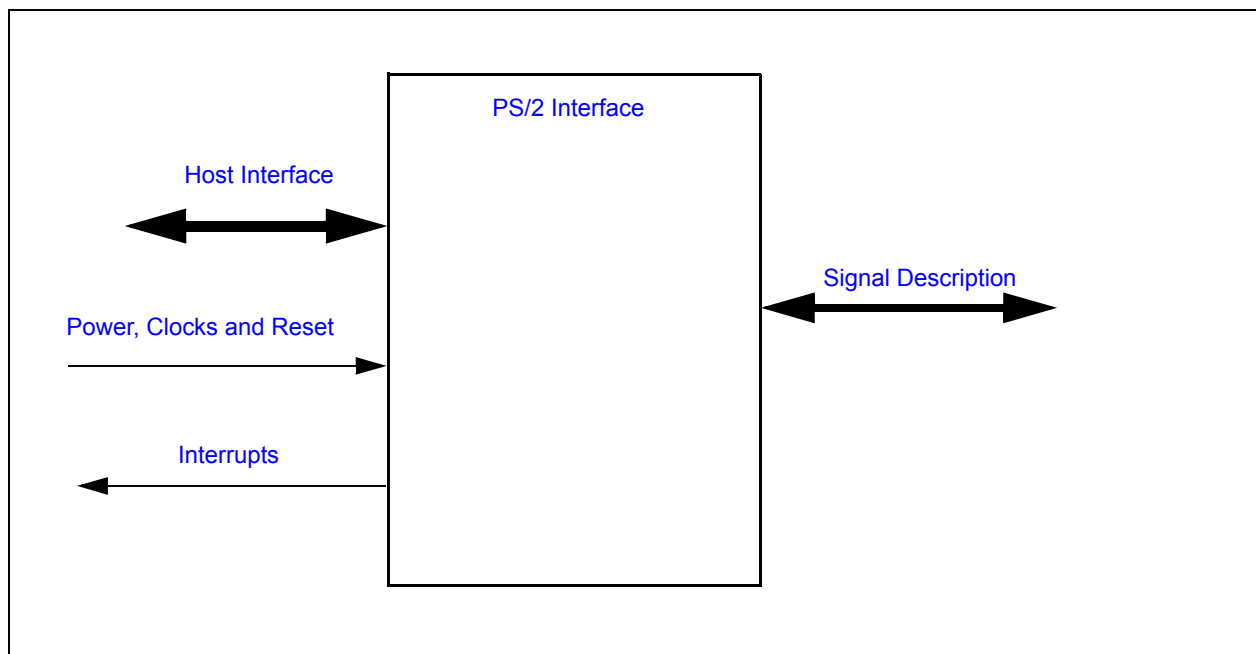 PS/2 Interface
Host Interface
Signal Description
Power, Clocks and Reset
Interrupts